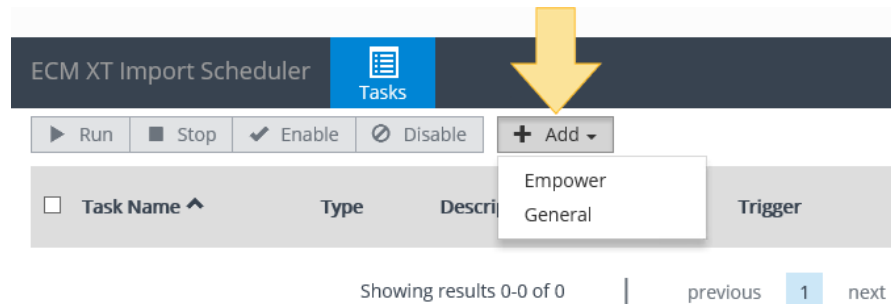 ECM XT Import Scheduler
Tasks
Run Stop Enable Disable + Add
Empower
General
Task Name Type Descri Trigger
Showing results 0-0 of 0 | previous 1 next